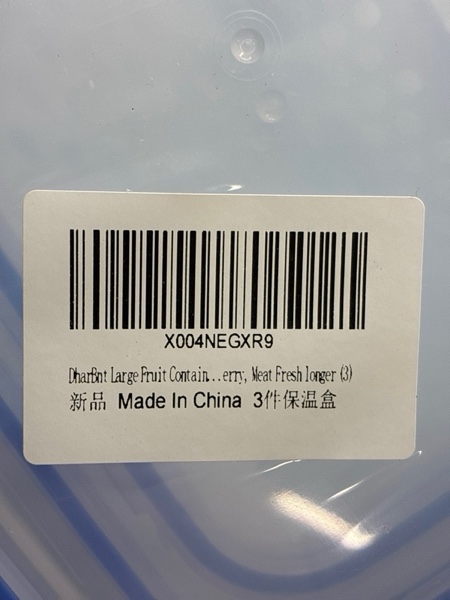 X004NEGXR9
DharBnt Large Fruit Contain...erry, Meat Fresh longer (3)
新品 Made In China 3件保温盒